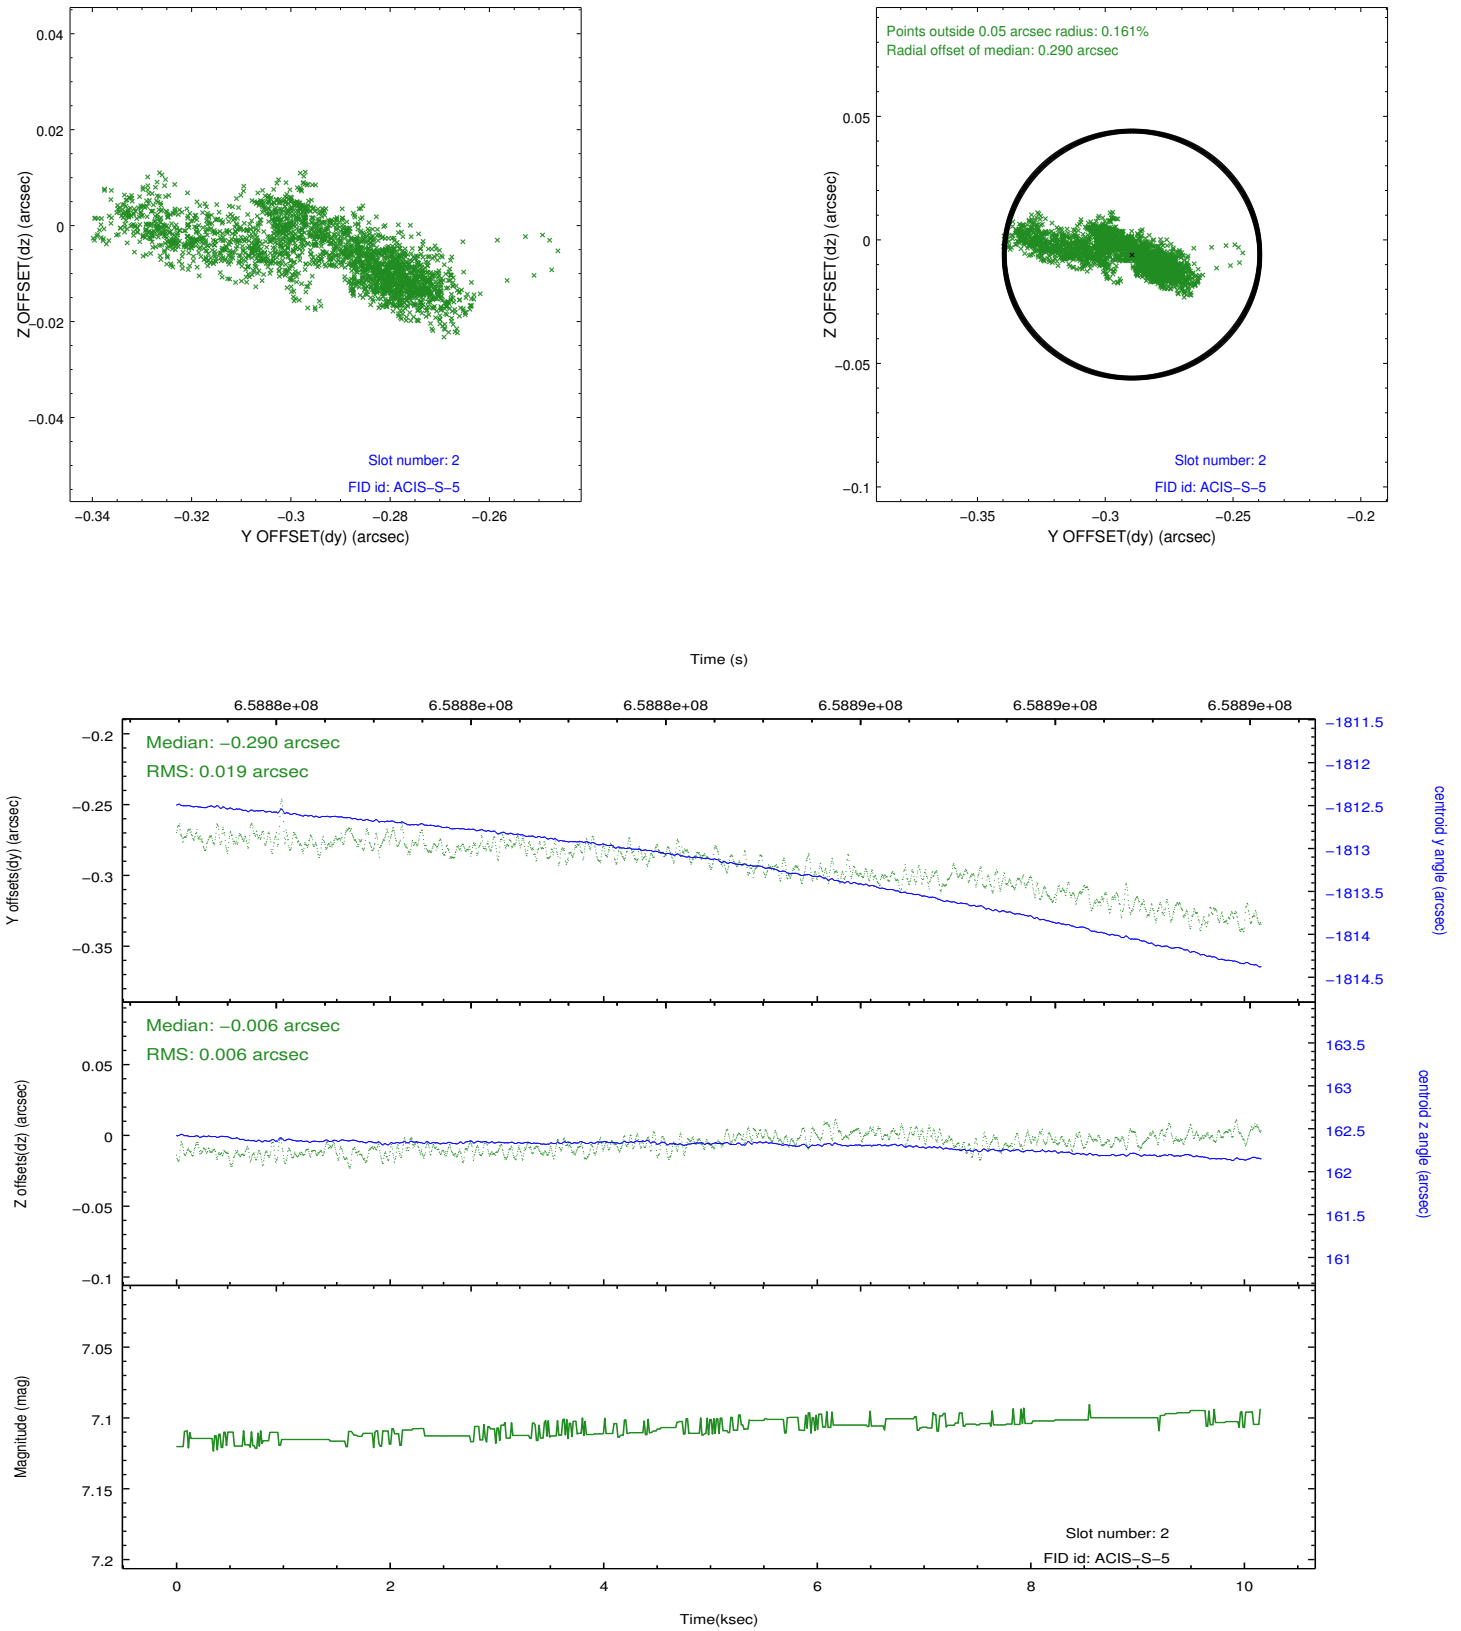 0.04
0.02
0
−0.02
−0.04
Z OFFSET(dz) (arcsec)
Slot number: 2
FID id: ACIS−S−5
−0.34 −0.32 −0.3 −0.28 −0.26
Y OFFSET(dy) (arcsec)
Points outside 0.05 arcsec radius: 0.161%
Radial offset of median: 0.290 arcsec
0.05
0
−0.05
−0.1
Z OFFSET(dz) (arcsec)
Slot number: 2
FID id: ACIS−S−5
−0.35 −0.3 −0.25 −0.2
Y OFFSET(dy) (arcsec)
Time (s)
6.5888e+08 6.5888e+08 6.5888e+08 6.5889e+08 6.5889e+08 6.5889e+08
Median: −0.290 arcsec
RMS: 0.019 arcsec
−0.2
−0.25
−0.3
−0.35
Y offsets(dy) (arcsec)
−1811.5
−1812
−1812.5
−1813
−1813.5
−1814
−1814.5
centroid y angle (arcsec)
Median: −0.006 arcsec
RMS: 0.006 arcsec
0.05
0
−0.05
−0.1
Z offsets(dz) (arcsec)
163.5
163
162.5
162
161.5
161
centroid z angle (arcsec)
7.05
7.1
7.15
7.2
Magnitude (mag)
Slot number: 2
FID id: ACIS−S−5
0 2 4 6 8 10
Time(ksec)